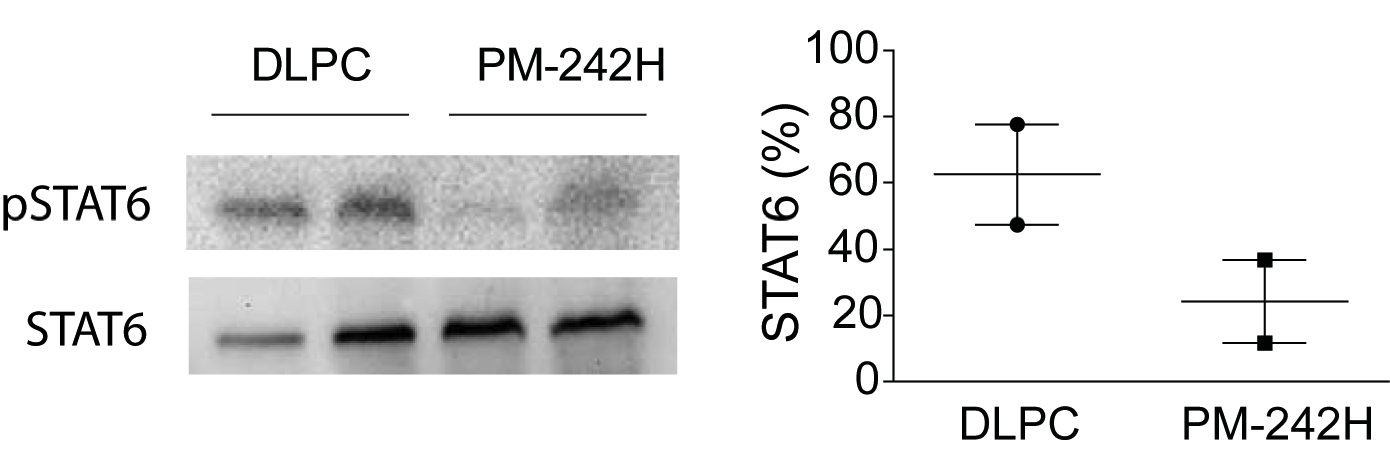 DLPC PM-242H
pSTAT6
STAT6
STAT6 (%)
100
80
60
40
20
0
DLPC PM-242H